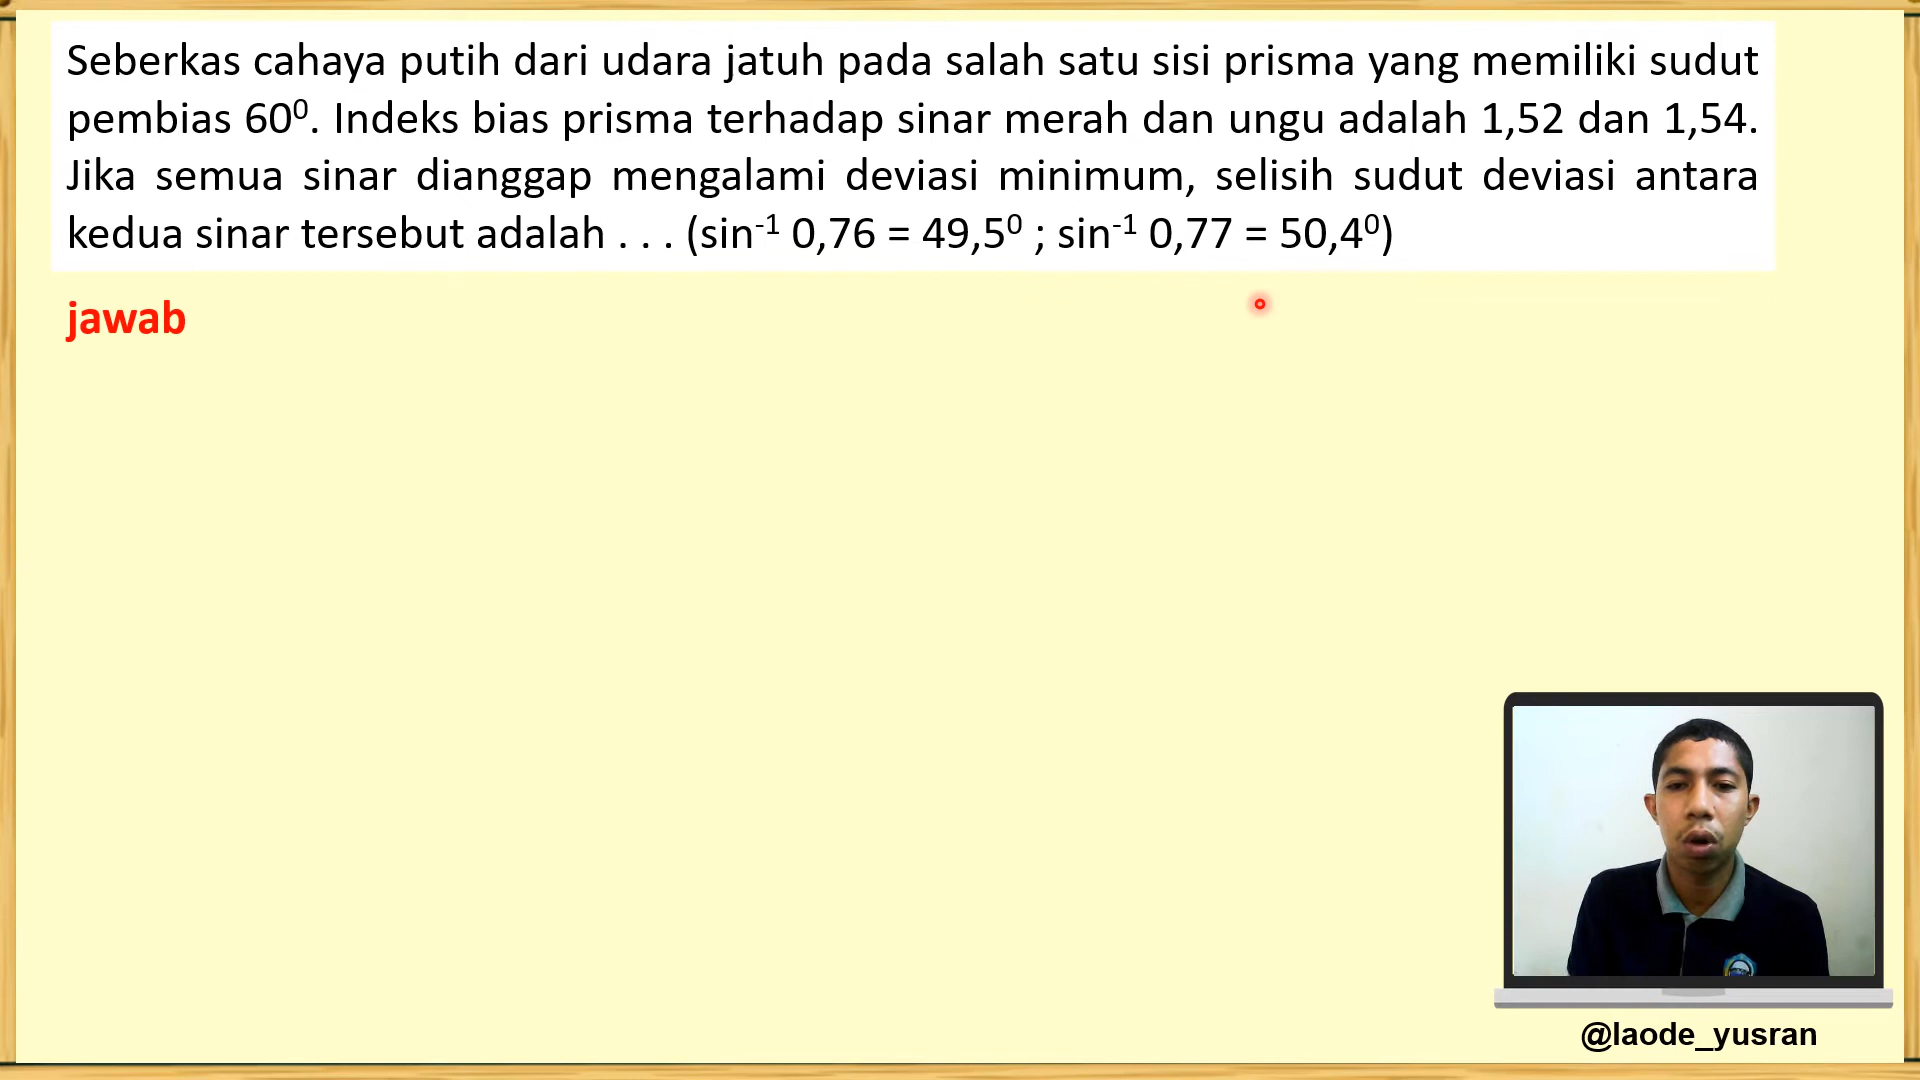 Seberkas cahaya putih dari udara jatuh pada salah satu sisi prisma yang memiliki sudut
pembias 60⁰. Indeks bias prisma terhadap sinar merah dan ungu adalah 1,52 dan 1,54.
Jika semua sinar dianggap mengalami deviasi minimum, selisih sudut deviasi antara
kedua sinar tersebut adalah . . . (sin⁻¹ 0,76 = 49,5⁰ ; sin⁻¹ 0,77 = 50,4⁰)
jawab
@laode_yusran